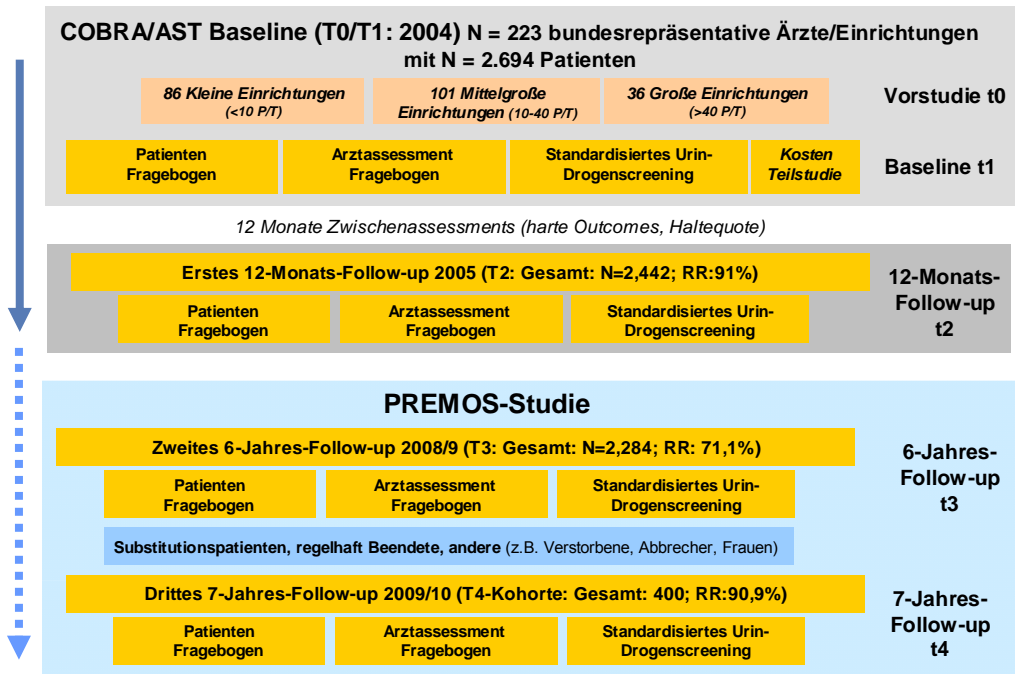 COBRA/AST Baseline (T0/T1: 2004) N = 223 bundesrepräsentative Ärzte/Einrichtungen
mit N = 2.694 Patienten
86 Kleine Einrichtungen
(<10 P/T)
101 Mittelgroße
Einrichtungen (10-40 P/T)
36 Große Einrichtungen
(>40 P/T)
Vorstudie t0
Patienten
Fragebogen
Arztassessment
Fragebogen
Standardisiertes Urin-
Drogenscreening
Kosten
Teilstudie
Baseline t1
12 Monate Zwischenassessments (harte Outcomes, Haltequote)
Erstes 12-Monats-Follow-up 2005 (T2: Gesamt: N=2,442; RR:91%)
Patienten
Fragebogen
Arztassessment
Fragebogen
Standardisiertes Urin-
Drogenscreening
12-Monats-
Follow-up
t2
PREMOS-Studie
Zweites 6-Jahres-Follow-up 2008/9 (T3: Gesamt: N=2,284; RR: 71,1%)
Patienten
Fragebogen
Arztassessment
Fragebogen
Standardisiertes Urin-
Drogenscreening
6-Jahres-
Follow-up
t3
Substitutionspatienten, regelhaft Beendete, andere (z.B. Verstorbene, Abbrecher, Frauen)
Drittes 7-Jahres-Follow-up 2009/10 (T4-Kohorte: Gesamt: 400; RR:90,9%)
Patienten
Fragebogen
Arztassessment
Fragebogen
Standardisiertes Urin-
Drogenscreening
7-Jahres-
Follow-up
t4